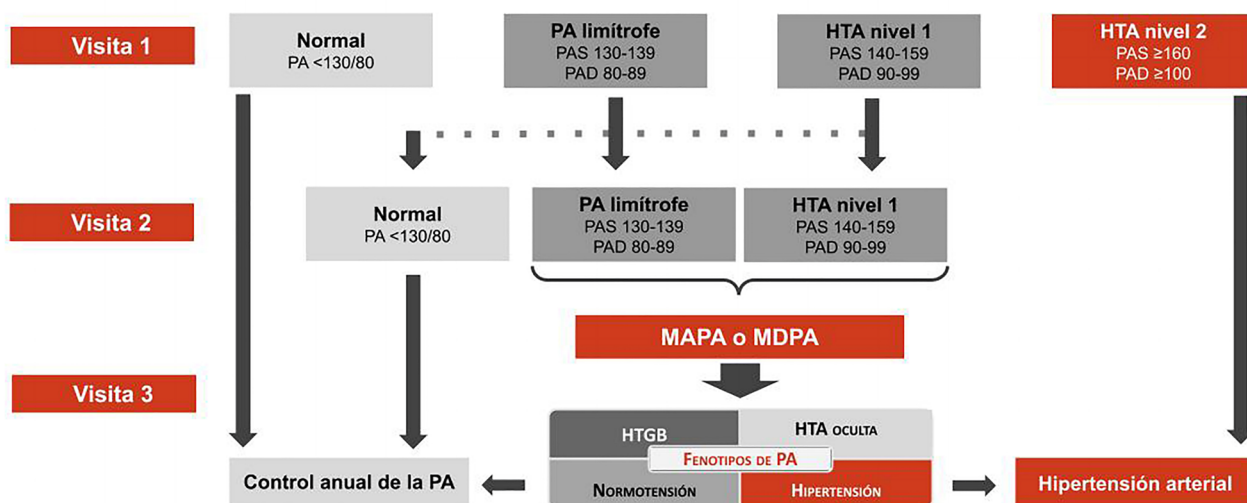 Visita 1
Normal
PA <130/80
PA limítrofe
PAS 130-139
PAD 80-89
HTA nivel 1
PAS 140-159
PAD 90-99
HTA nivel 2
PAS ≥160
PAD ≥100
Visita 2
Normal
PA <130/80
PA limítrofe
PAS 130-139
PAD 80-89
HTA nivel 1
PAS 140-159
PAD 90-99
MAPA o MDPA
Visita 3
HTGB
HTA OCULTA
FENOTIPOS DE PA
NORMOTENSIÓN
HIPERTENSIÓN
Control anual de la PA
Hipertensión arterial